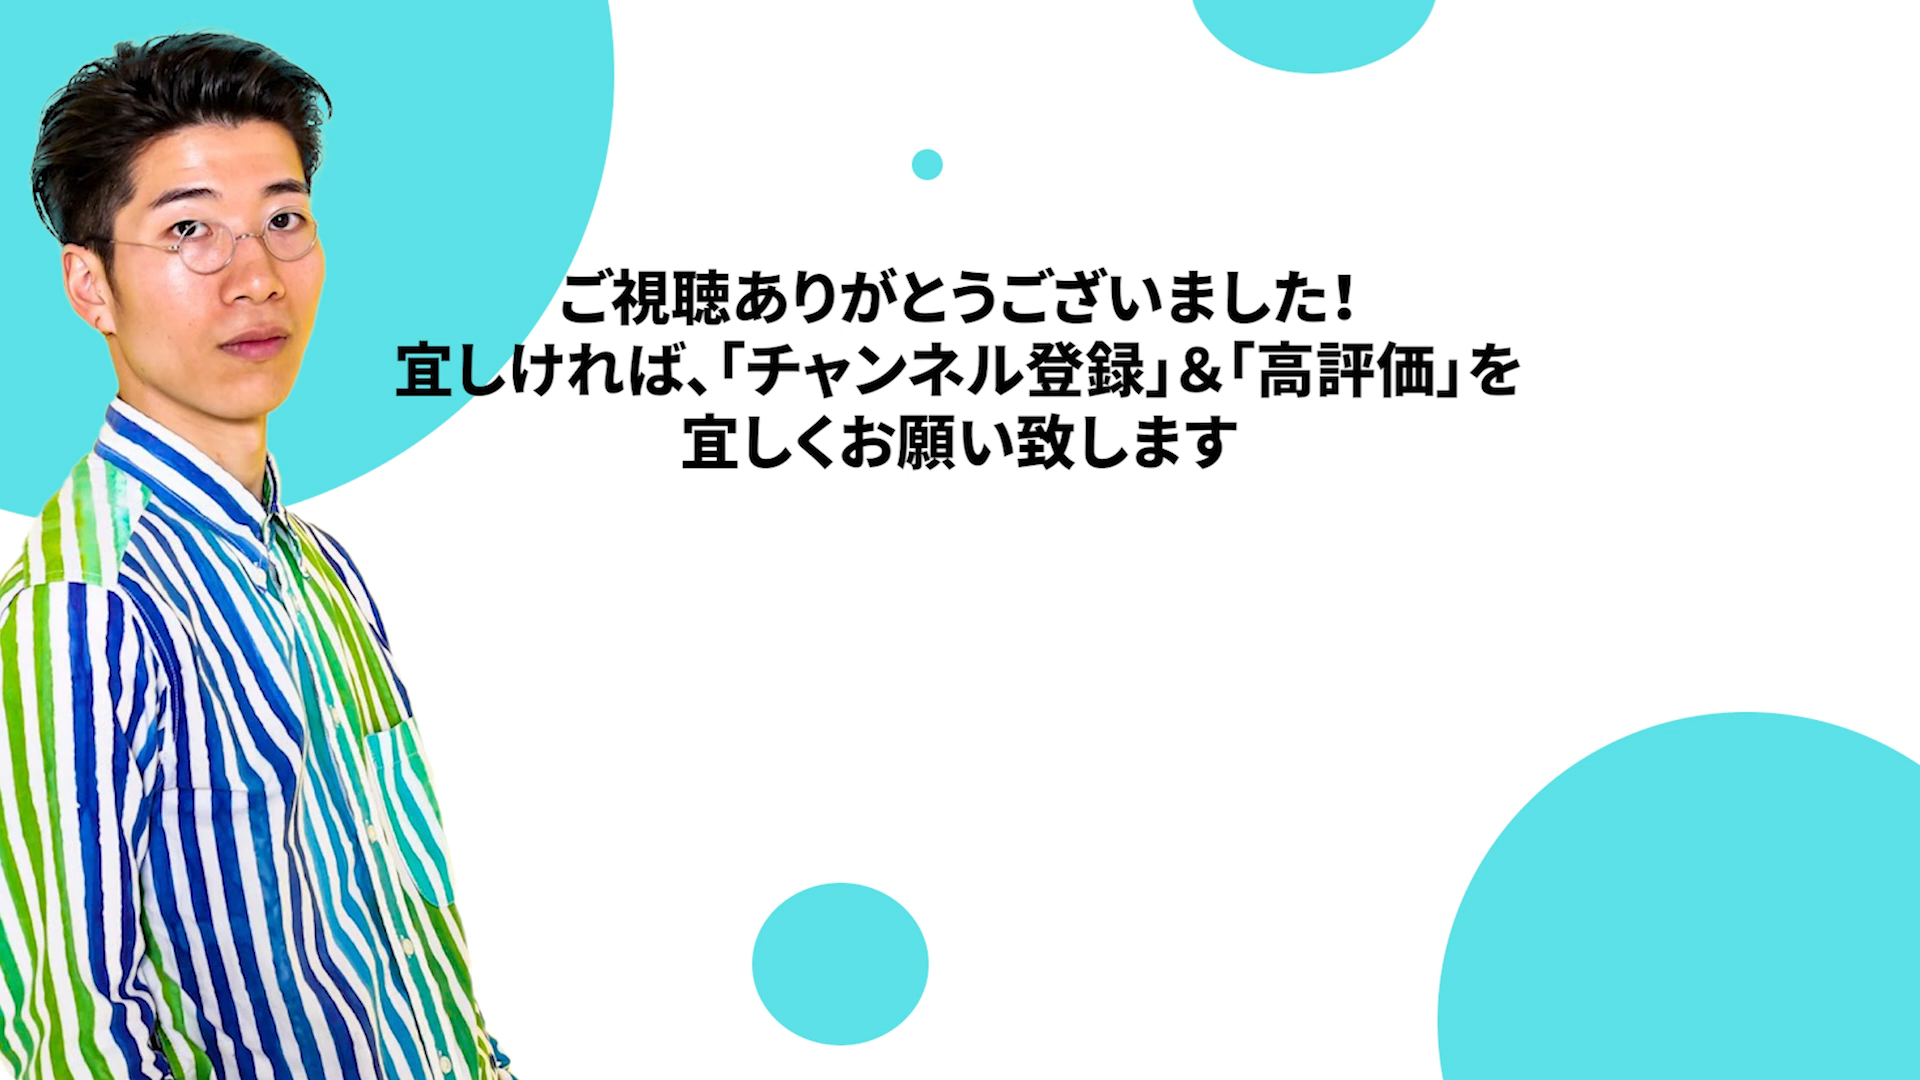 ご視聴ありがとうございました!
宜しければ、「チャンネル登録」&「高評価」を
宜しくお願い致します